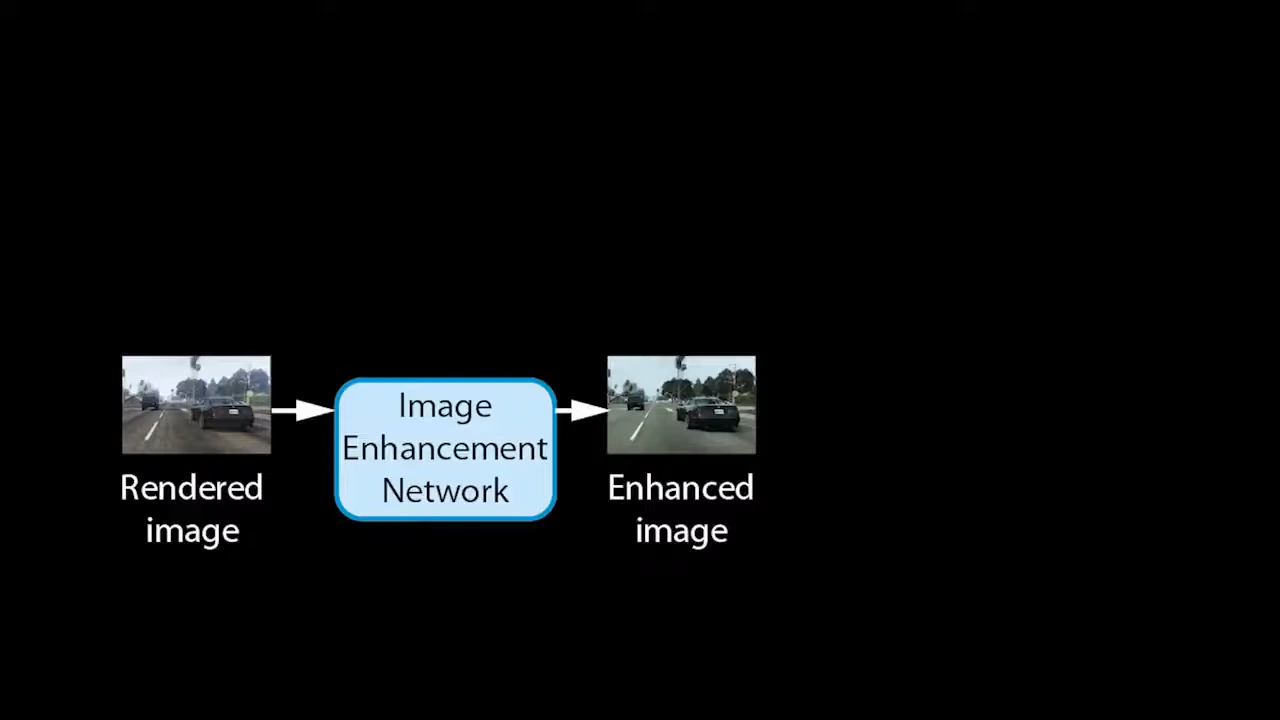 Image
Enhancement
Network
Rendered
image
Enhanced
image